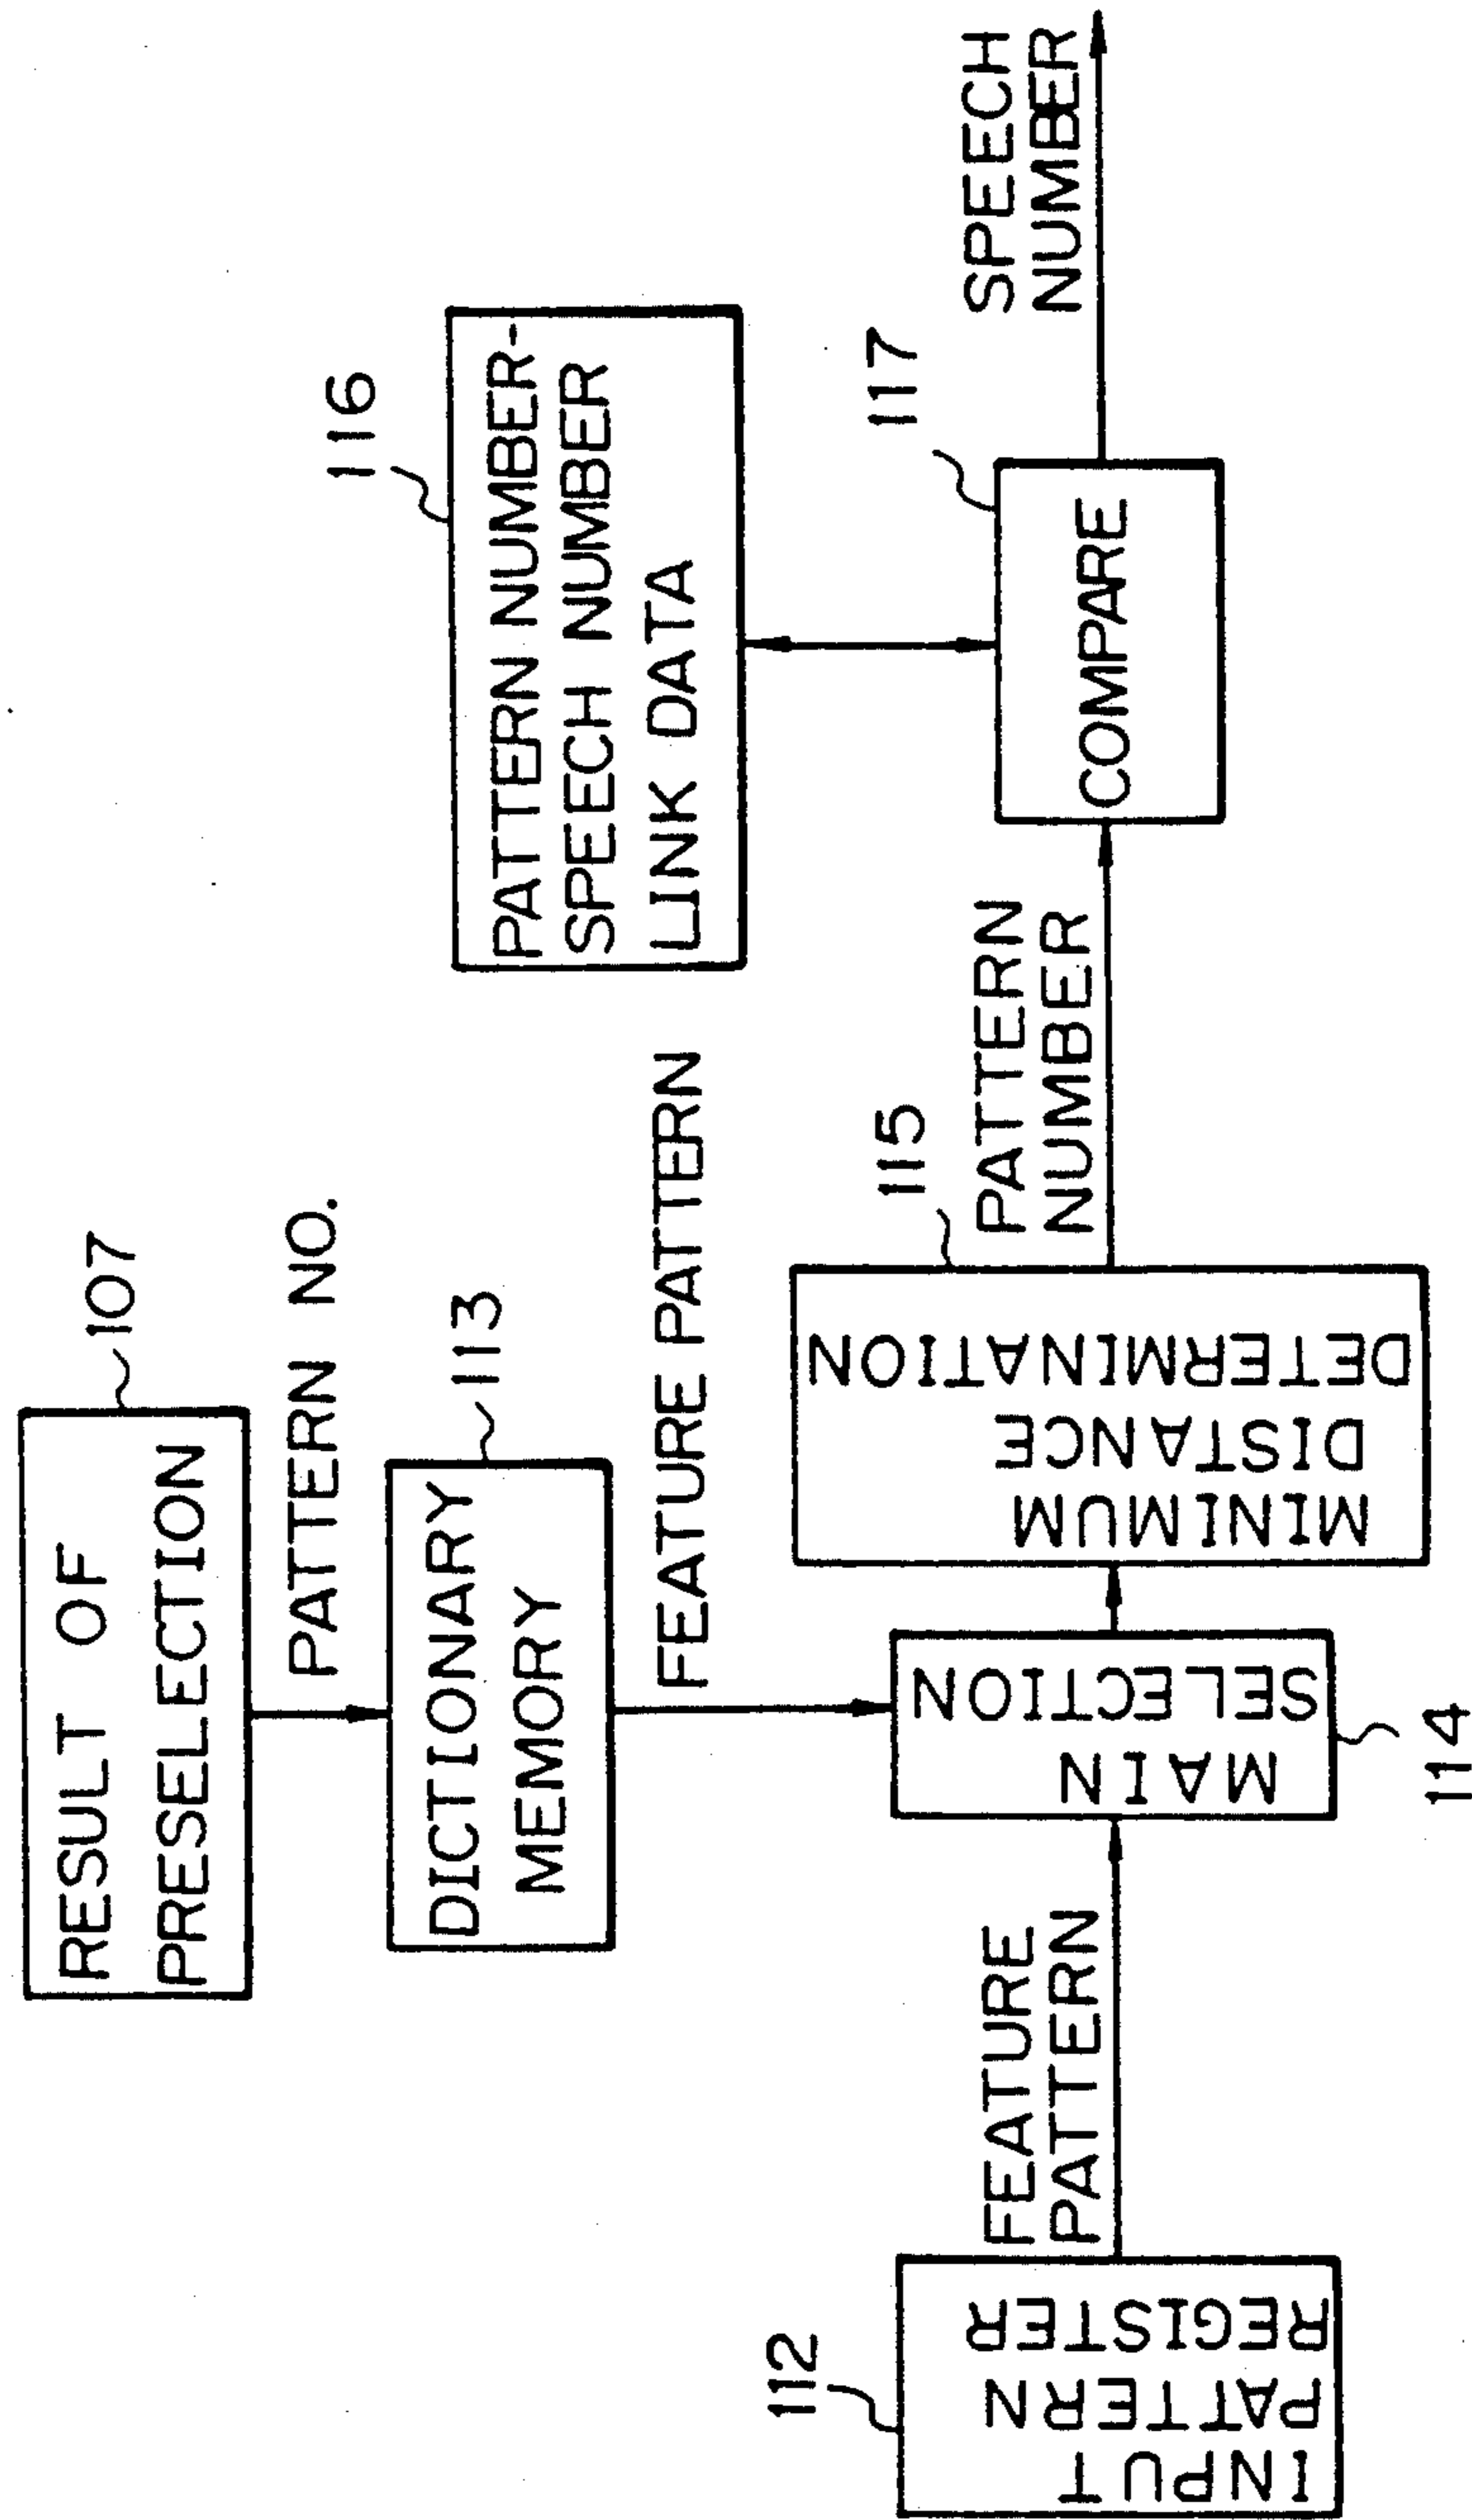 RESULT OF
PRESELECTION
107
PATTERN NO.
DICTIONARY
MEMORY
113
FEATURE PATTERN
116
PATTERN NUMBER-
SPEECH NUMBER
LINK DATA
112
INPUT
PATTERN
REGISTER
FEATURE
PATTERN
MAIN
SELECTION
114
MINIMUM
DISTANCE
DETERMINATION
115
PATTERN
NUMBER
COMPARE
117
SPEECH
NUMBER